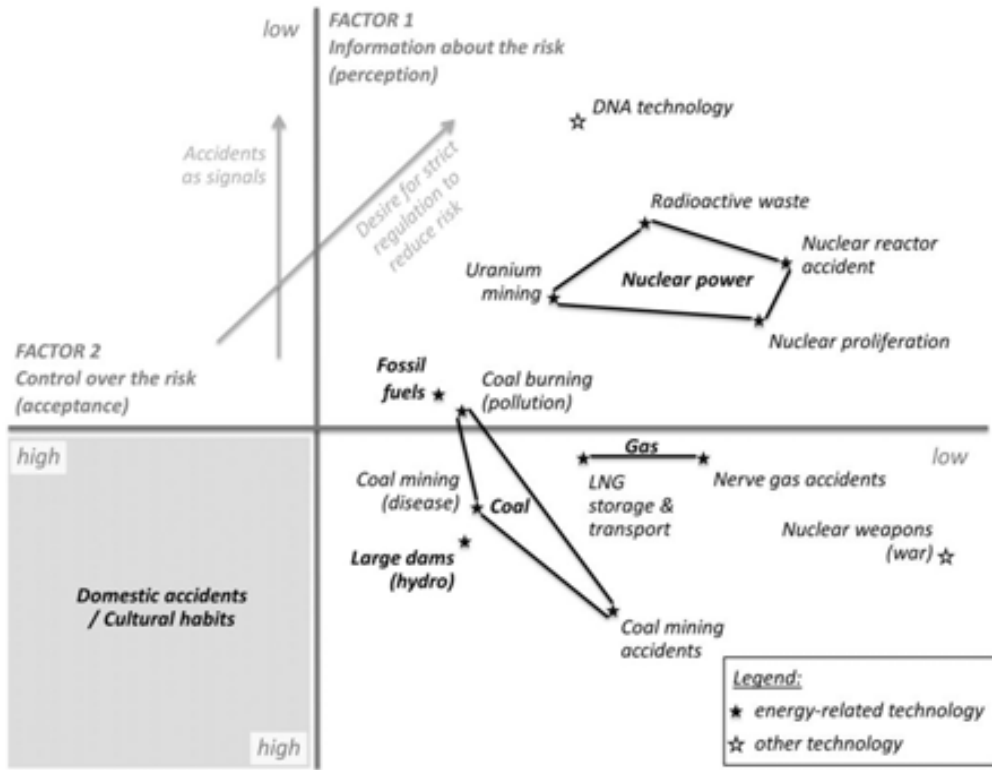 low
FACTOR 1
Information about the risk
(perception)
DNA technology
Accidents
as signals
Desire for strict
regulation to
reduce risk
Radioactive waste
Nuclear reactor
accident
Uranium
mining
Nuclear power
Nuclear proliferation
FACTOR 2
Control over the risk
(acceptance)
Fossil
fuels
Coal burning
(pollution)
high
low
Gas
Coal mining
(disease)
Coal
LNG
storage &
transport
Nerve gas accidents
Nuclear weapons
(war)
Large dams
(hydro)
Domestic accidents
/ Cultural habits
Coal mining
accidents
Legend:
energy-related technology
other technology
high